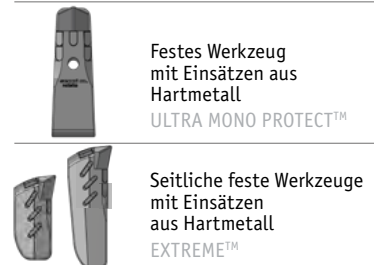 Festes Werkzeug
mit Einsätzen aus
Hartmetall
ULTRA MONO PROTECT™
Seitliche feste Werkzeuge
mit Einsätzen
aus Hartmetall
EXTREME™